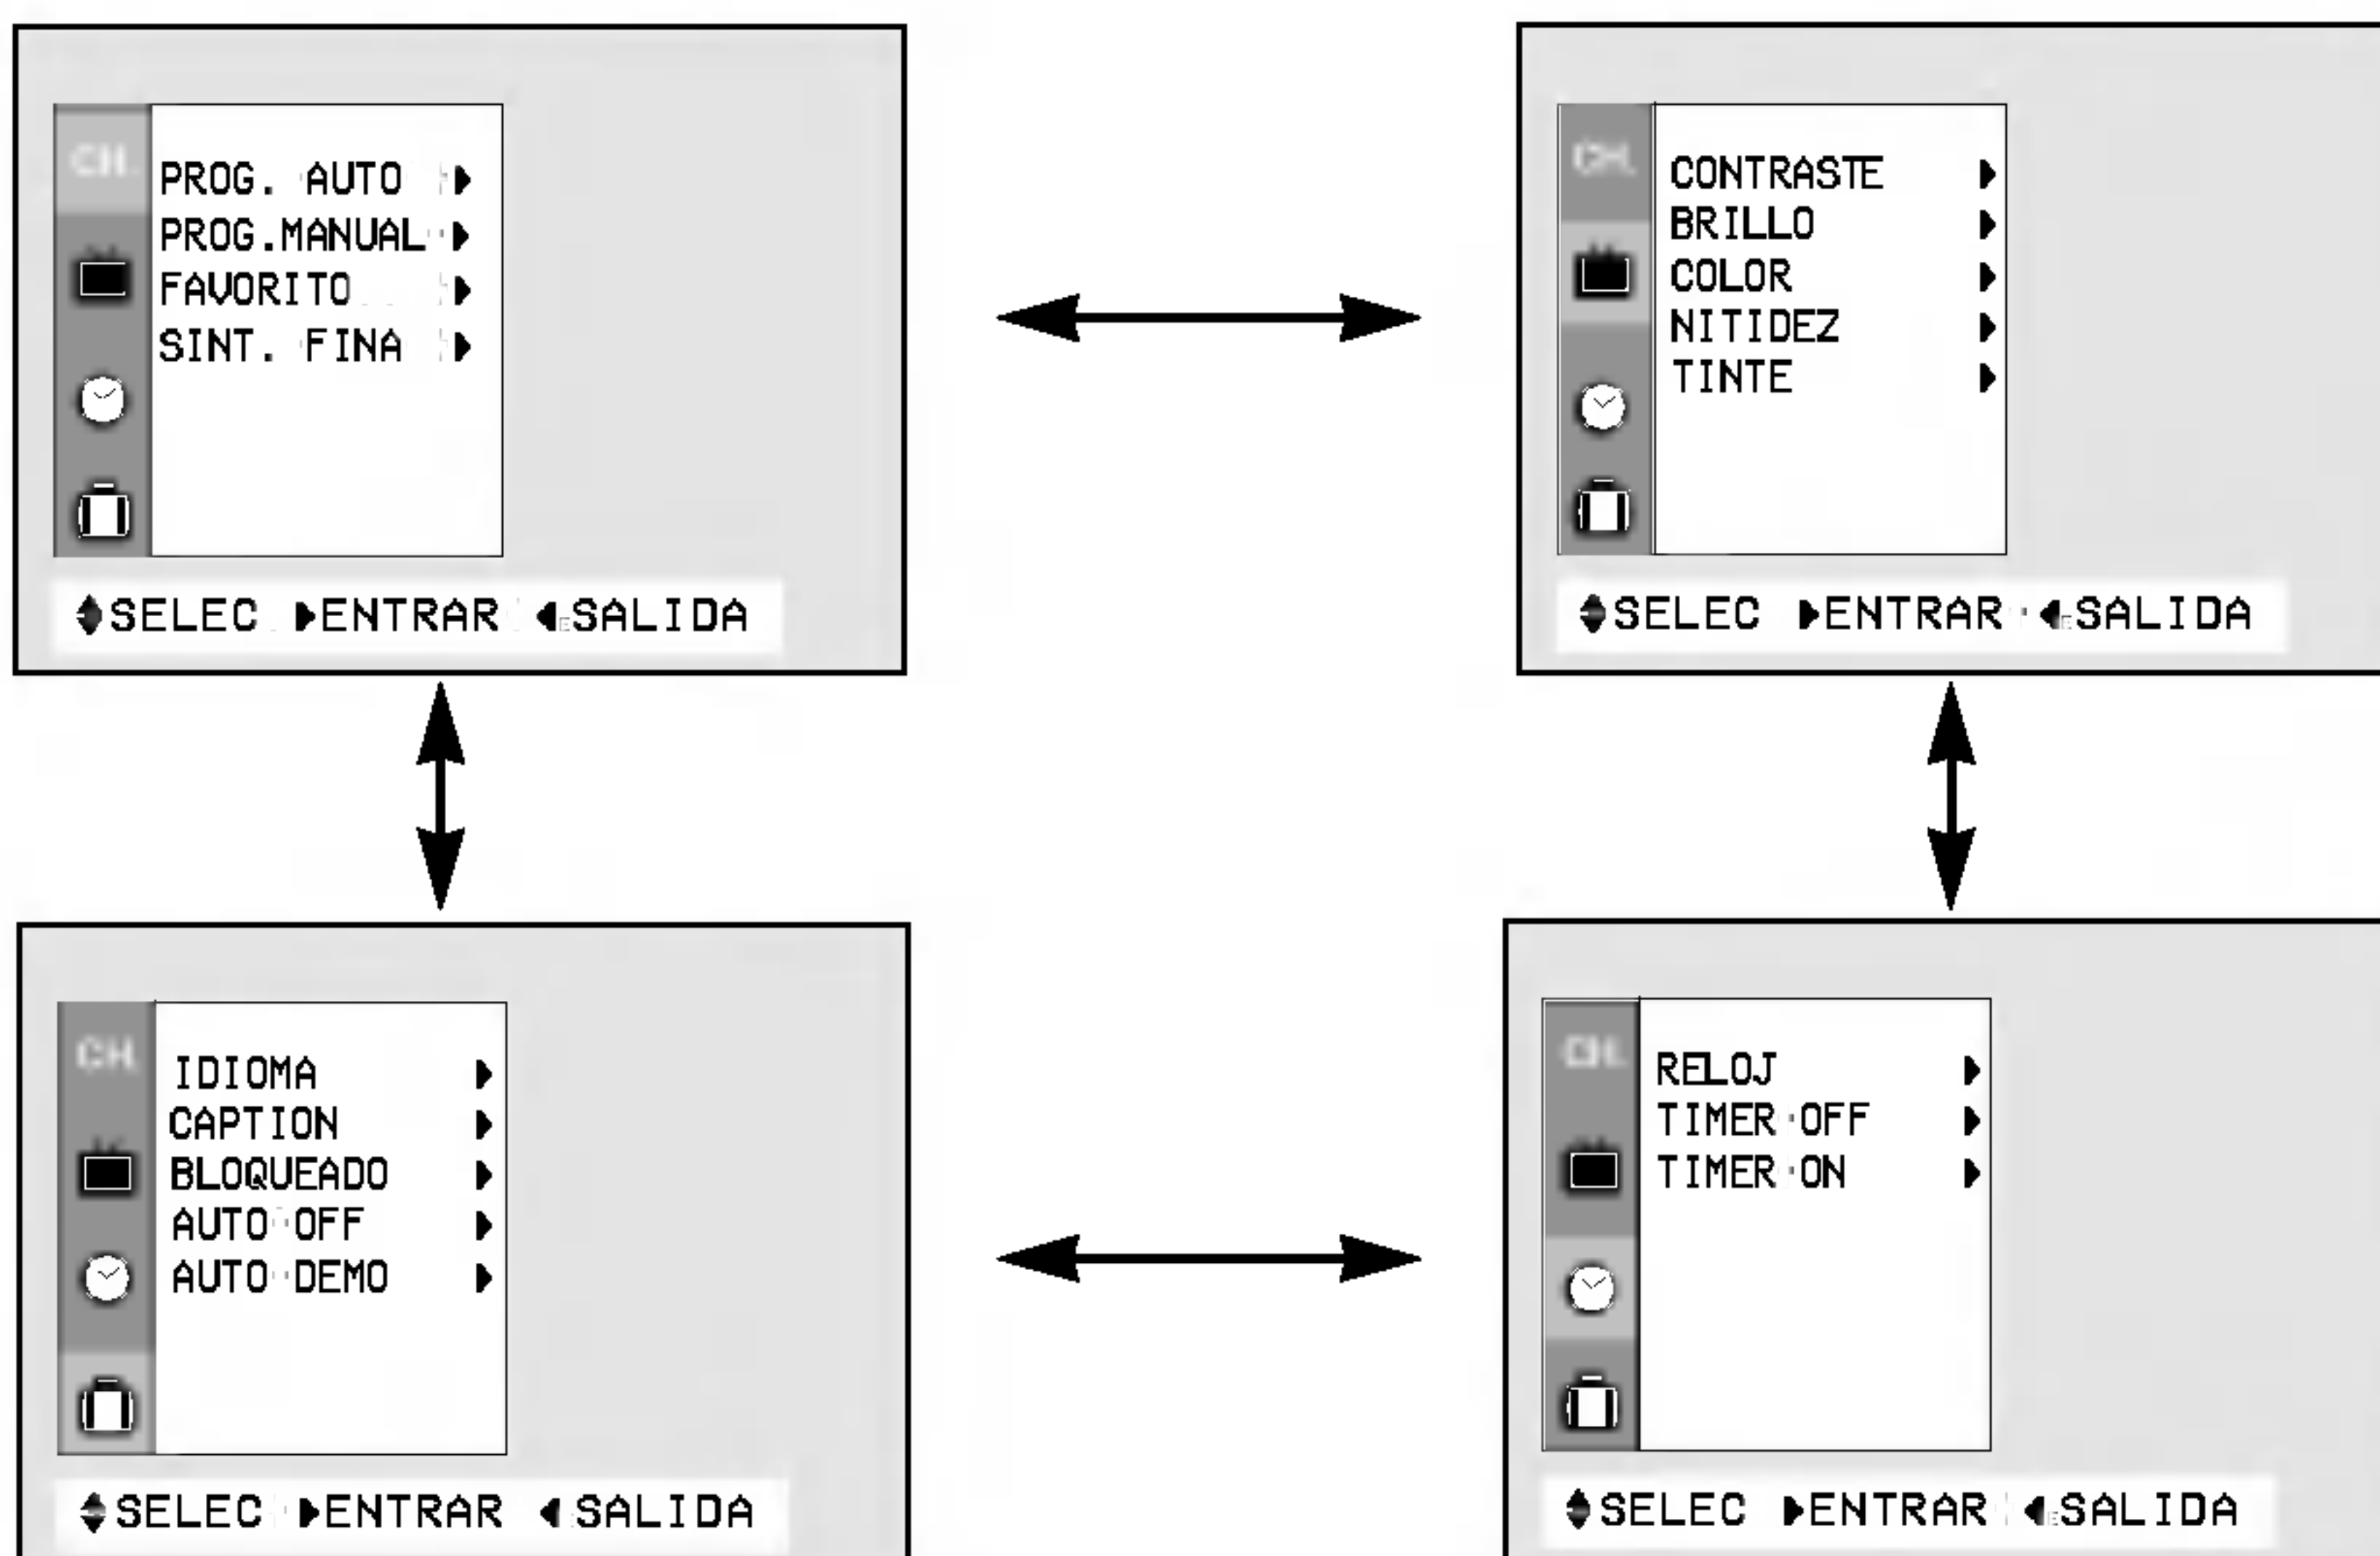 CH.
PROG. AUTO
PROG.MANUAL
FAVORITO
SINT. FINA
SELEC ENTRAR SALIDA
CH.
CONTRASTE
BRILLO
COLOR
NITIDEZ
TINTE
SELEC ENTRAR SALIDA
CH.
IDIOMA
CAPTION
BLOQUEADO
AUTO OFF
AUTO DEMO
SELEC ENTRAR SALIDA
CH.
RELOJ
TIMER OFF
TIMER ON
SELEC ENTRAR SALIDA